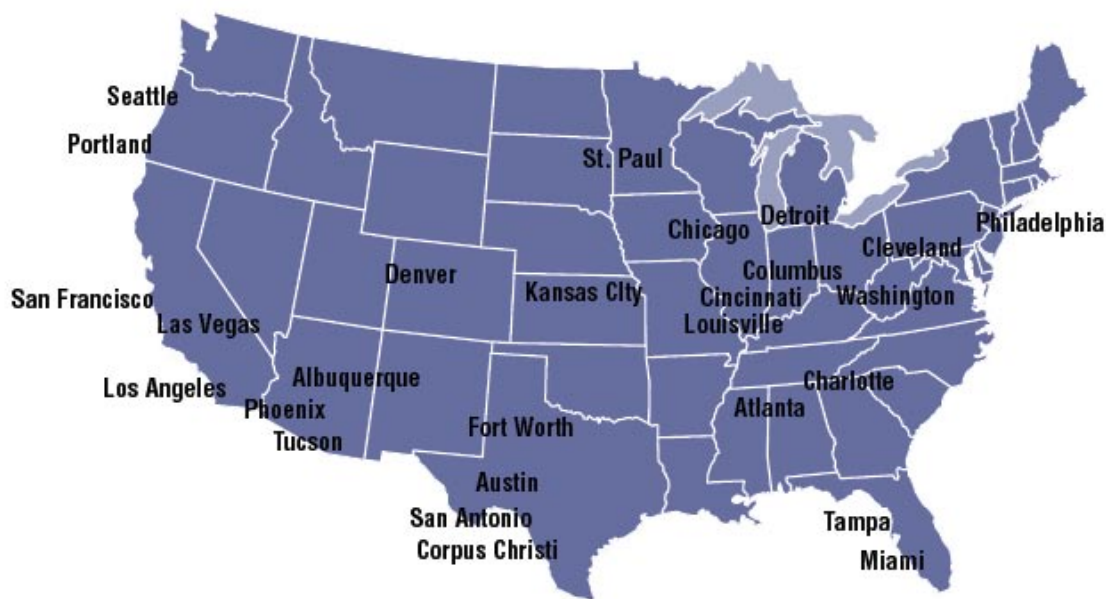 Seattle
Portland
St. Paul
Detroit
Chicago
Philadelphia
Cleveland
Denver
Columbus
Kansas CIty
Cincinnati
Washington
San Francisco
Las Vegas
Louisville
Albuquerque
Charlotte
Los Angeles
Phoenix
Atlanta
Fort Worth
Tucson
Austin
San Antonio
Tampa
Corpus Christi
Miami